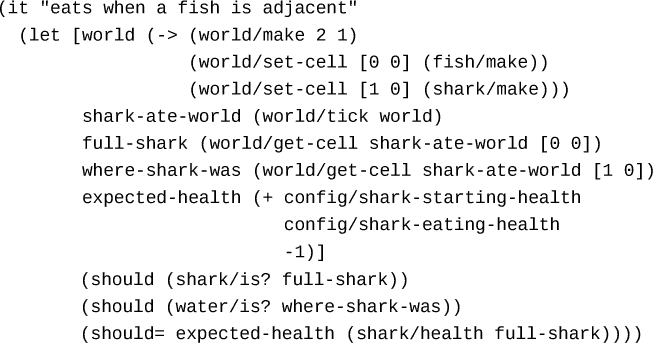 (it "eats when a fish is adjacent"
  (let [world (-> (world/make 2 1)
                  (world/set-cell [0 0] (fish/make))
                  (world/set-cell [1 0] (shark/make)))
        shark-ate-world (world/tick world)
        full-shark (world/get-cell shark-ate-world [0 0])
        where-shark-was (world/get-cell shark-ate-world [1 0])
        expected-health (+ config/shark-starting-health
                           config/shark-eating-health
                           -1)]
        (should (shark/is? full-shark))
        (should (water/is? where-shark-was))
        (should= expected-health (shark/health full-shark))))